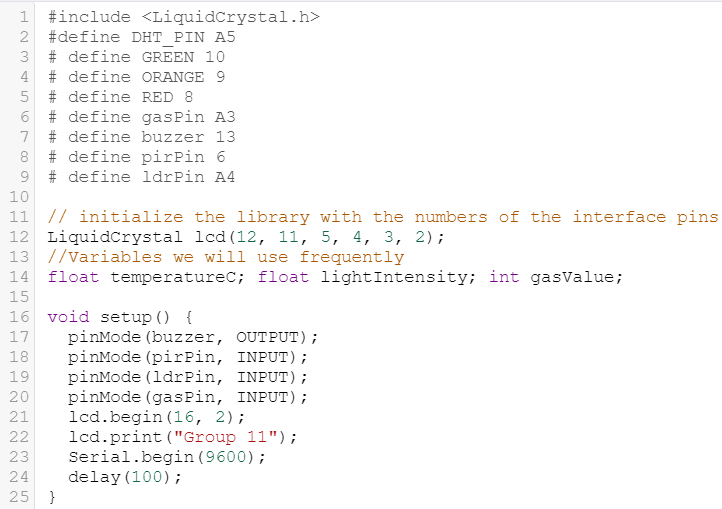 1 #include <LiquidCrystal.h>
2 #define DHT_PIN A5
3 # define GREEN 10
4 # define ORANGE 9
5 # define RED 8
6 # define gasPin A3
7 # define buzzer 13
8 # define pirPin 6
9 # define ldrPin A4
10
11 // initialize the library with the numbers of the interface pins
12 LiquidCrystal lcd(12, 11, 5, 4, 3, 2);
13 //Variables we will use frequently
14 float temperatureC; float lightIntensity; int gasValue;
15
16 void setup() {
17   pinMode(buzzer, OUTPUT);
18   pinMode(pirPin, INPUT);
19   pinMode(ldrPin, INPUT);
20   pinMode(gasPin, INPUT);
21   lcd.begin(16, 2);
22   lcd.print("Group 11");
23   Serial.begin(9600);
24   delay(100);
25 }